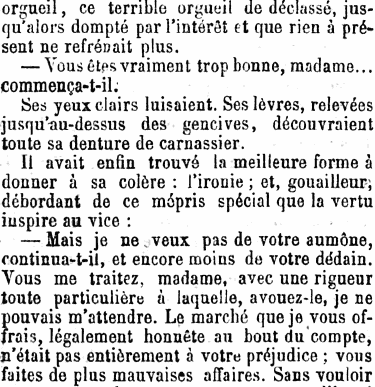 orgueil, ce terrible orgueil de déclassé, jus-
qu'alors dompté par l'intérêt et que rien à pré-
sent ne refrénait plus.
— Vous êtes vraiment trop bonne, madame...
commença-t-il.
Ses yeux clairs luisaient. Ses lèvres, relevées
jusqu'au-dessus des gencives, découvraient
toute sa denture de carnassier.
Il avait enfin trouvé la meilleure forme à
donner à sa colère : l'ironie ; et, gouailleur,
débordant de ce mépris spécial que la vertu
inspire au vice :
— Mais je ne veux pas de votre aumône,
continua-t-il, et encore moins de votre dédain.
Vous me traitez, madame, avec une rigueur
toute particulière à laquelle, avouez-le, je ne
pouvais m'attendre. Le marché que je vous of-
frais, légalement honnête au bout du compte,
n'était pas entièrement à votre préjudice ; vous
faites de plus mauvaises affaires. Sans vouloir